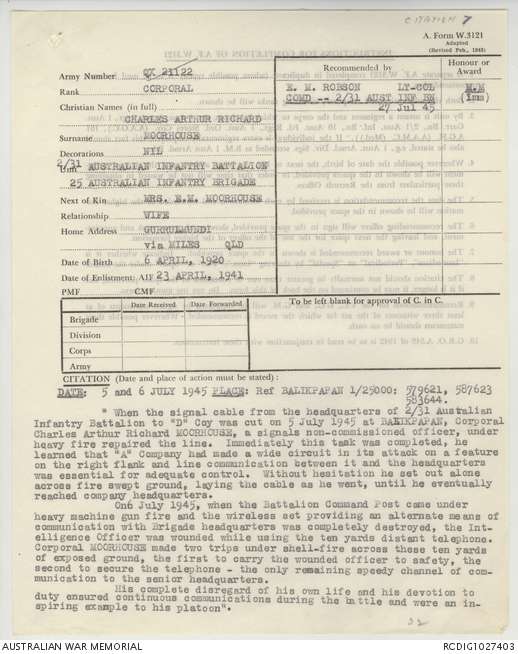 CITATION 7
A. Form W.3121
Adapted
(Revised Feb., 1945)
Army Number QX 21122
Rank CORPORAL
Christian Names (in full)
CHARLES ARTHUR RICHARD
Surname MOORHOUSE
Decorations NYL
2/31 AUSTRALIAN INFANTRY BATTALION
Unit
25 AUSTRALIAN INFANTRY BRIGADE
Next of Kin MRS. E.M. MOORHOUSE
Relationship WIFE
Home Address GURRULMUNDI
via MILES QLD
Date of Birth 6 APRIL, 1920
Date of Enlistment: AIF 23 APRIL, 1941
PMF CMF
Recommended by
Honour or Award
E. M. ROBSON LT-COL
COMD -- 2/31 AUST INF BN
27 Jul 45
M.M
(Imm)
Date Received Date Forwarded
Brigade
Division
Corps
Army
To be left blank for approval of C. in C.
CITATION (Date and place of action must be stated) :
DATE: 5 and 6 JULY 1945 PLACE: Ref BALIKPAPAN 1/25000: 579621, 587623
583644.
" When the signal cable from the headquarters of 2/31 Australian
Infantry Battalion to "D" Coy was cut on 5 July 1945 at BALIKPAPAN, Corporal
Charles Arthur Richard MOORHOUSE, a signals non-commissioned officer, under
heavy fire repaired the line. Immediately this task was completed, he
learned that "A" Company had made a wide circuit in its attack on a feature
on the right flank and line communication between it and the headquarters
was essential for adequate control. Without hesitation he set out alone
across fire swept ground, laying the cable as he went, until he eventually
reached company headquarters.
On 6 July 1945, when the Battalion Command Post came under
heavy machine gun fire and the wireless set providing an alternate means of
communication with Brigade headquarters was completely destroyed, the Int-
elligence Officer was wounded while using the ten yards distant telephone.
Corporal MOORHOUSE made two trips under shell-fire across these ten yards
of exposed ground, the first to carry the wounded officer to safety, the
second to secure the telephone - the only remaining speedy channel of com-
munication to the senior headquarters.
His complete disregard of his own life and his devotion to
duty ensured continuous communications during the battle and were an in-
spiring example to his platoon".
22
AUSTRALIAN WAR MEMORIAL
RCDIG1027403